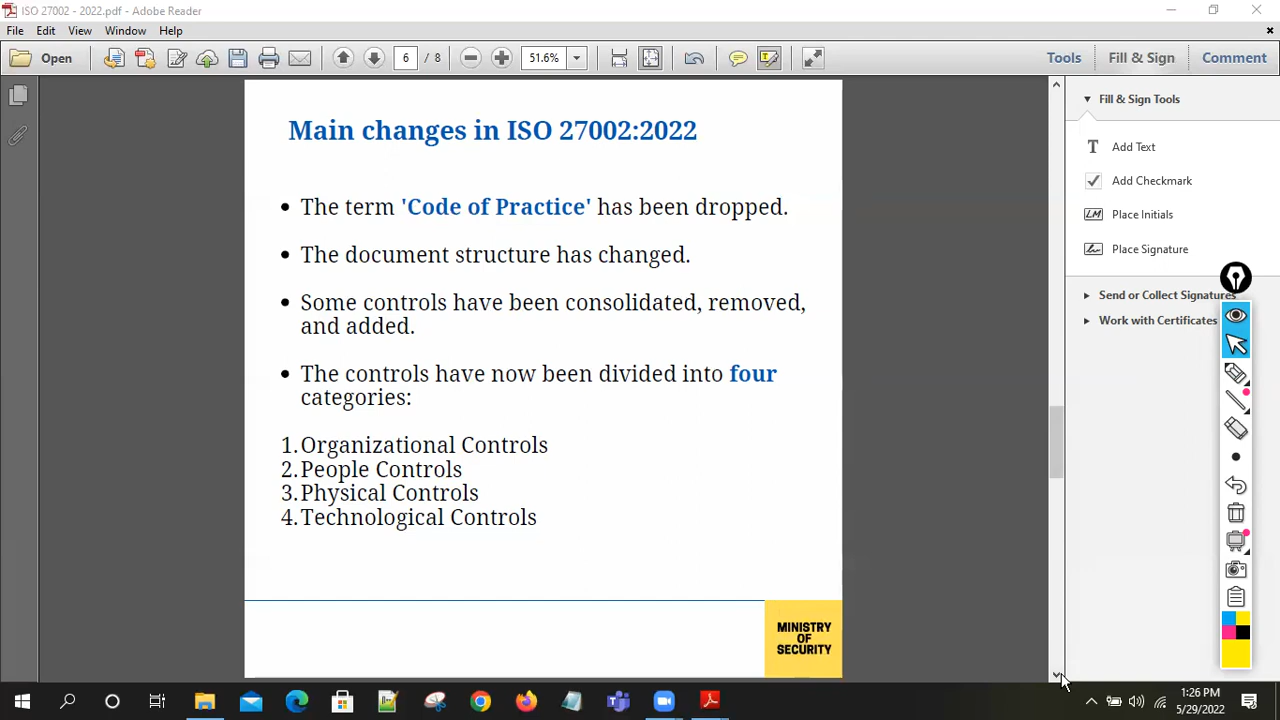 ISO 27002 - 2022.pdf - Adobe Reader
File Edit View Window Help
Open 6 / 8 51.6% Tools Fill & Sign Comment
Main changes in ISO 27002:2022
• The term 'Code of Practice' has been dropped.
• The document structure has changed.
• Some controls have been consolidated, removed,
and added.
• The controls have now been divided into four
categories:
1.Organizational Controls
2.People Controls
3.Physical Controls
4.Technological Controls
MINISTRY
OF
SECURITY
Fill & Sign Tools
T Add Text
Add Checkmark
LM Place Initials
Place Signature
Send or Collect Signatures
Work with Certificates
1:26 PM
5/29/2022